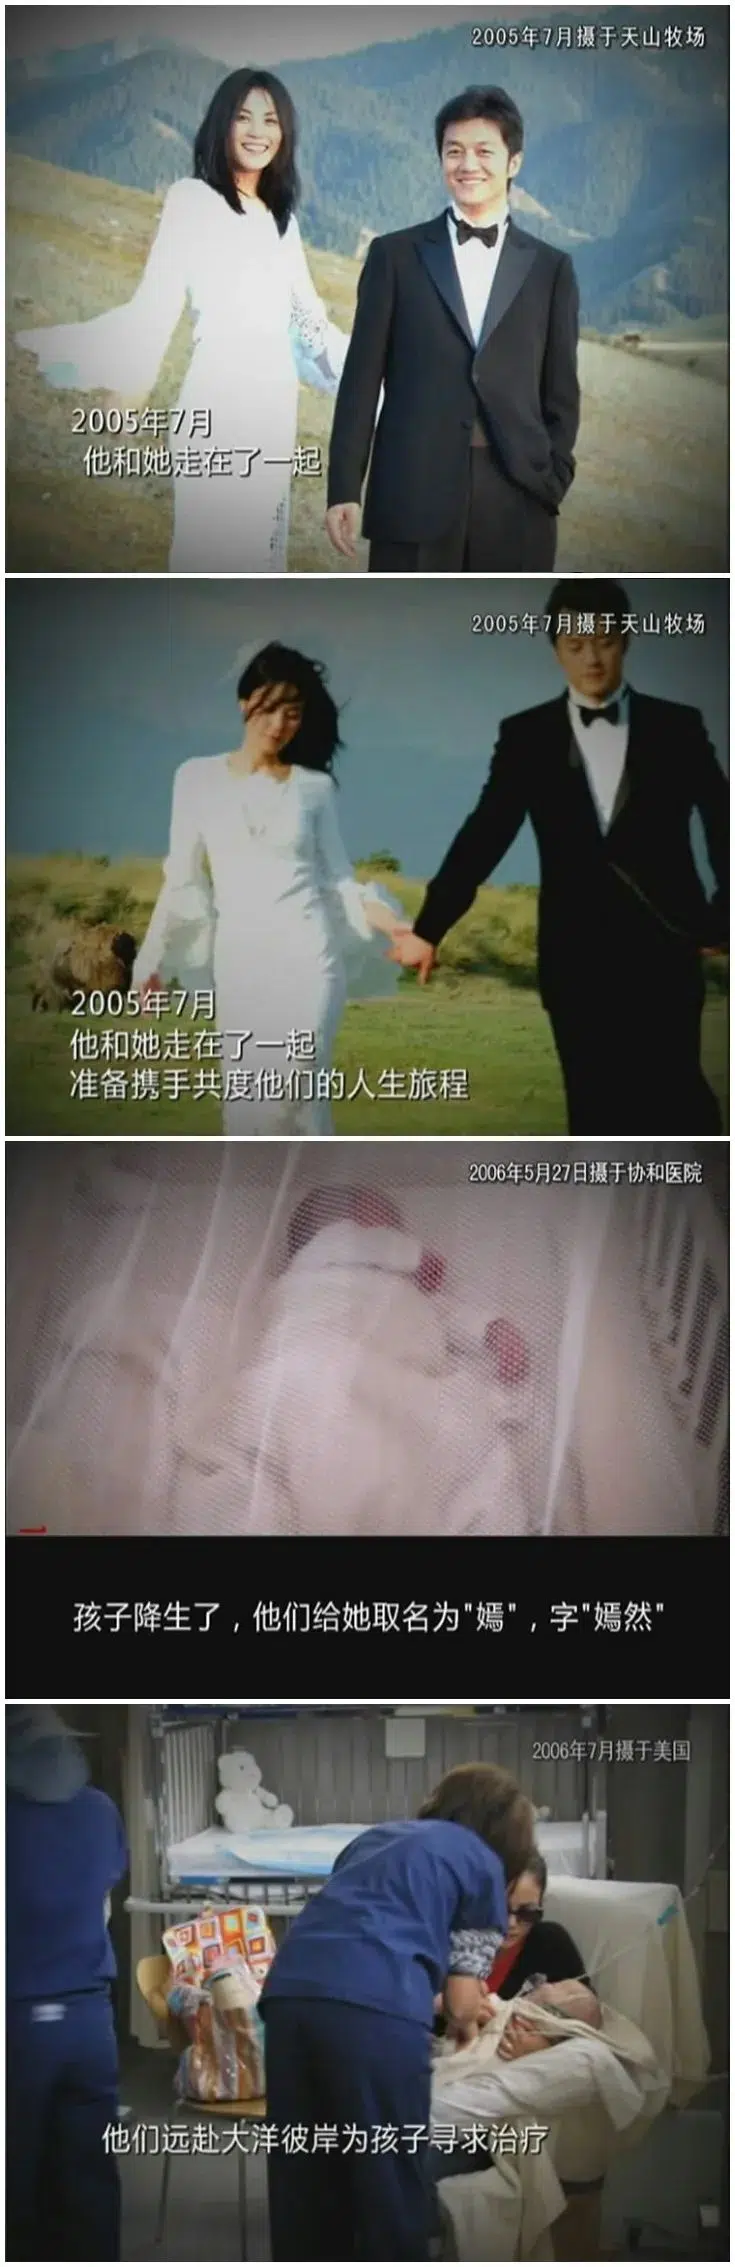 2005年7月摄于天山牧场
2005年7月
他和她走在了一起
2005年7月摄于天山牧场
2005年7月
他和她走在了一起
准备携手共度他们的人生旅程
2006年5月27日摄于协和医院
孩子降生了，他们给她取名为"嫣"，字"嫣然"
2006年7月摄于美国
他们远赴大洋彼岸为孩子寻求治疗